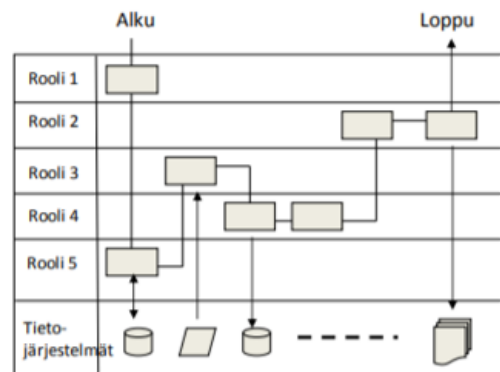 Alku
Loppu
Rooli 1
Rooli 2
Rooli 3
Rooli 4
Rooli 5
Tieto-
järjestelmät